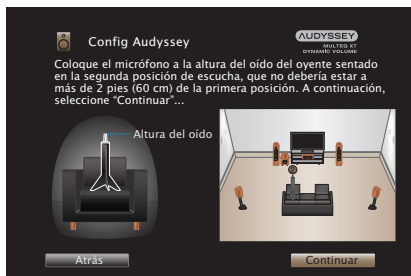 Config Audyssey
AUDYSSEY
MULTEQ XT
DYNAMIC VOLUME
Coloque el micrófono a la altura del oído del oyente sentado
en la segunda posición de escucha, que no debería estar a
más de 2 pies (60 cm) de la primera posición. A continuación,
seleccione “Continuar”...
Altura del oído
Atrás
Continuar